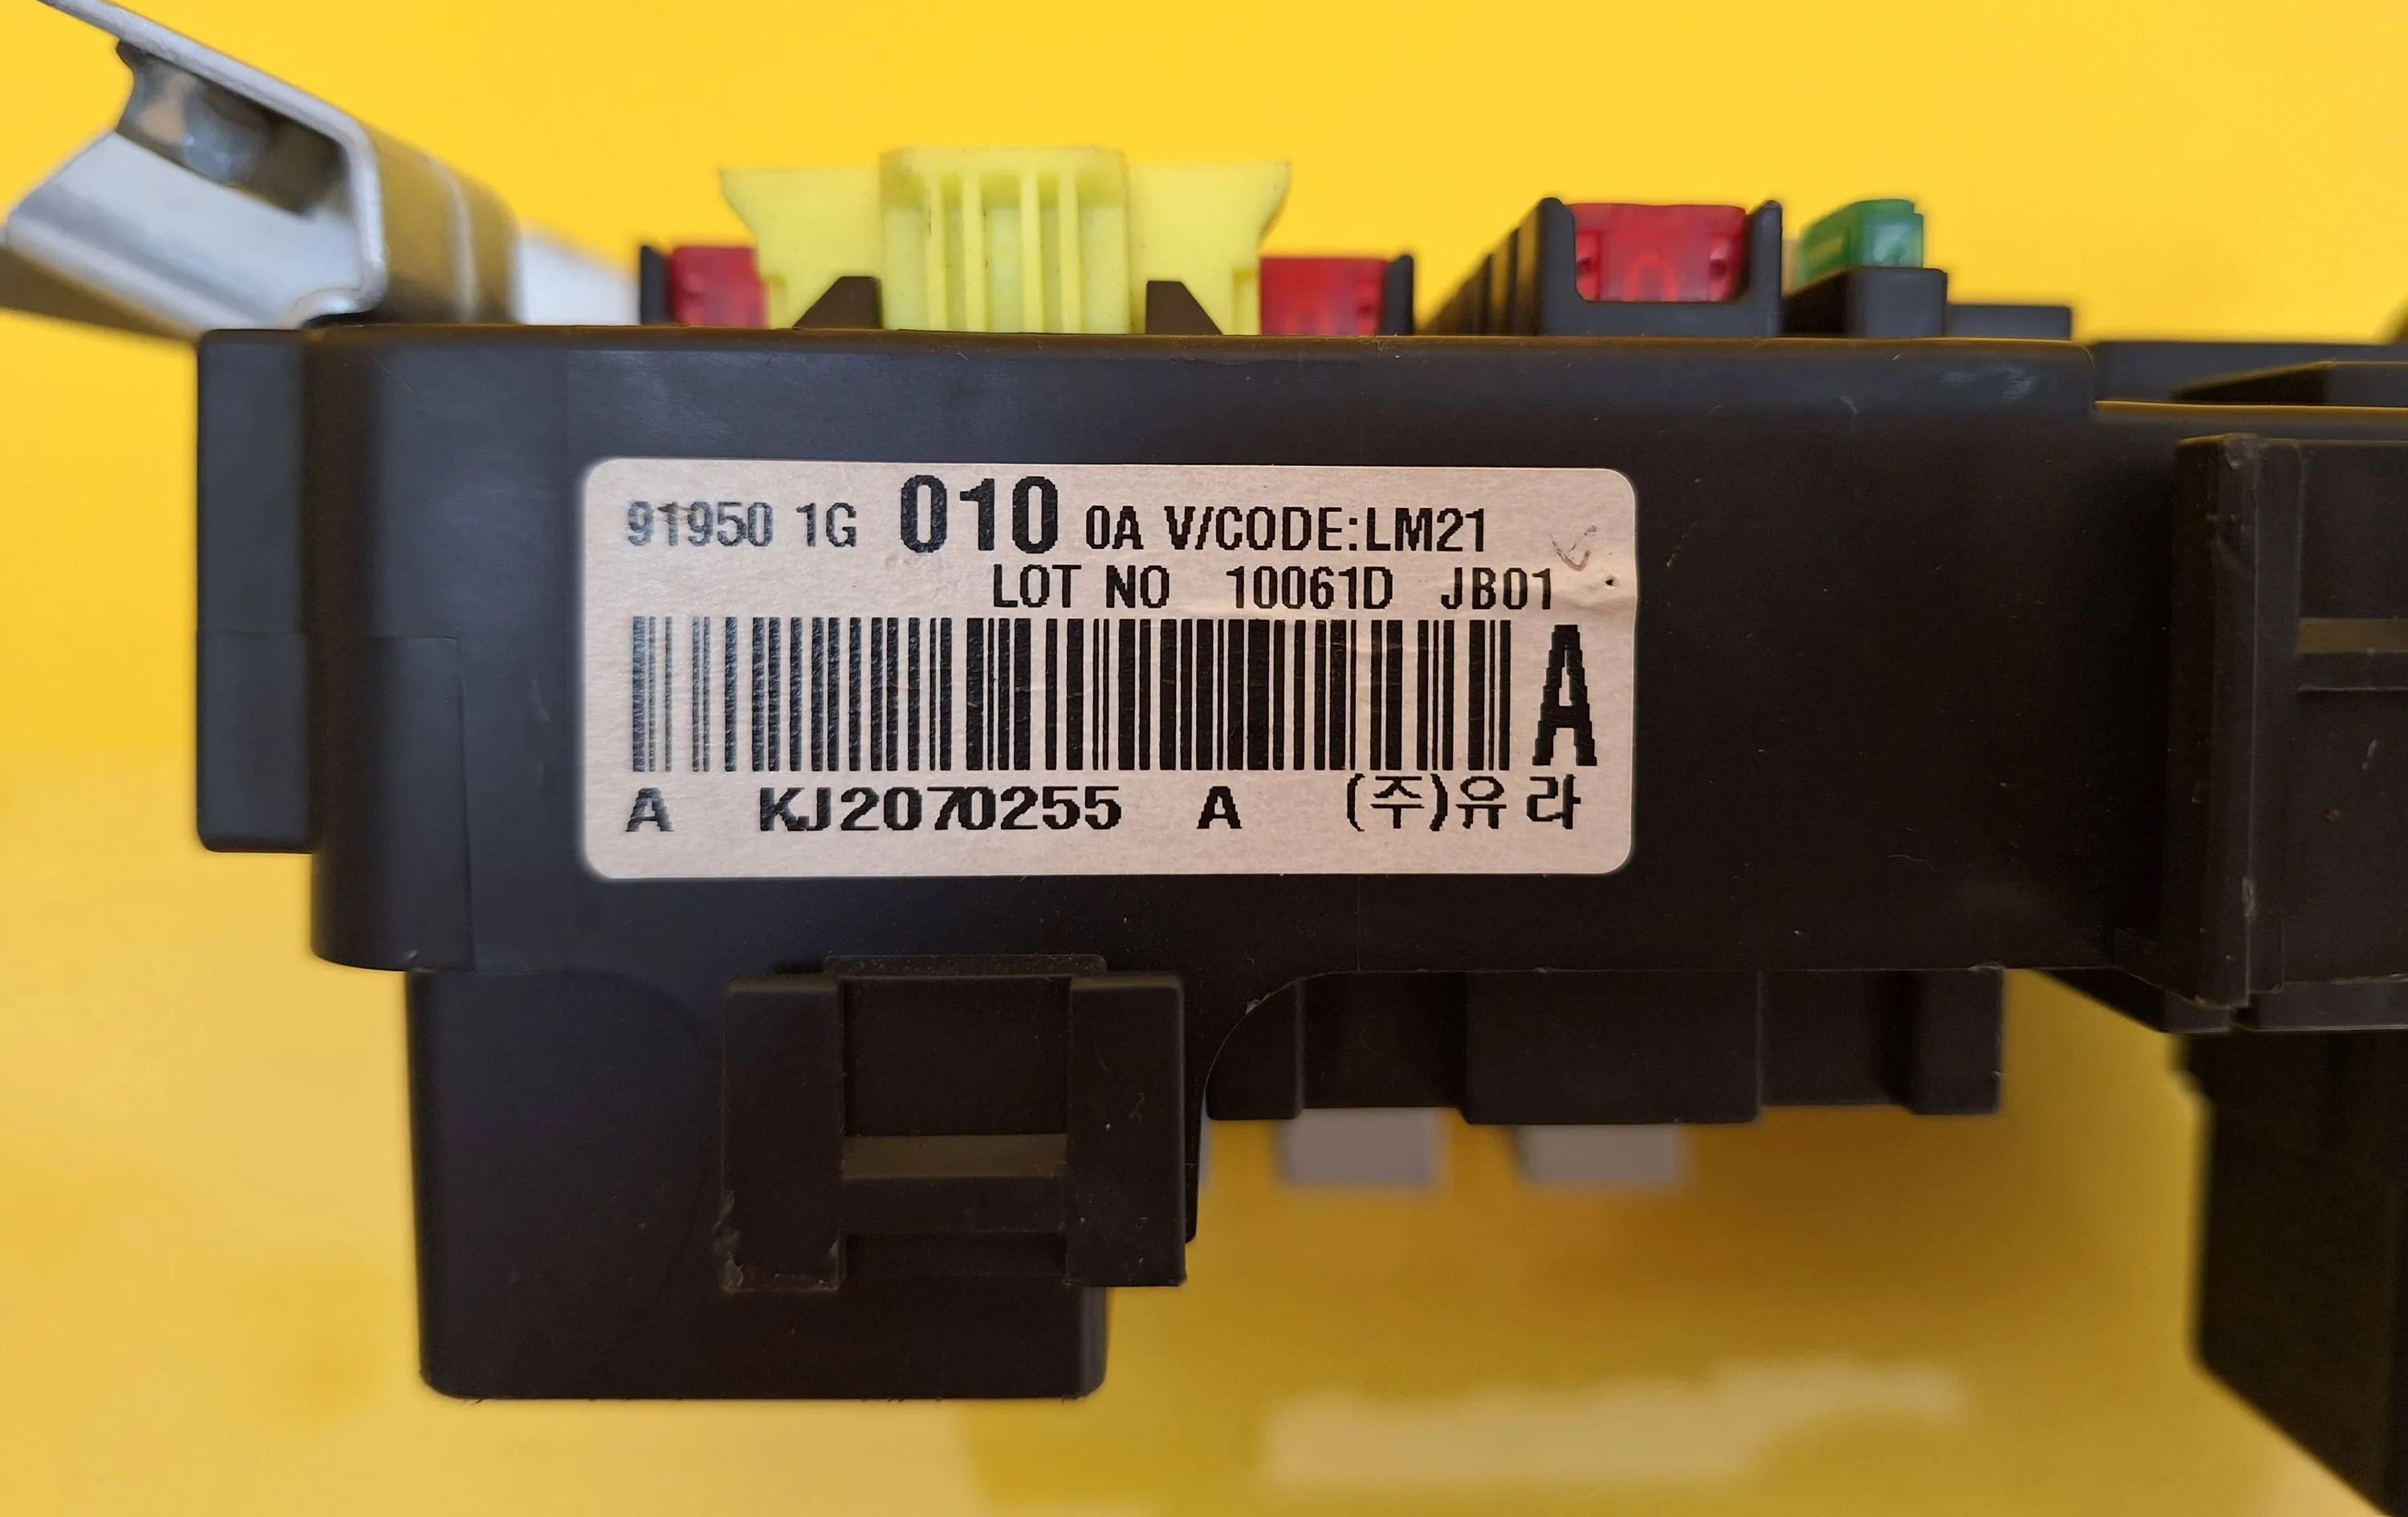 91950 1G 010 0A V/CODE:LM21
LOT NO 10061D JB01
A
A KJ2070255 A (주)유라